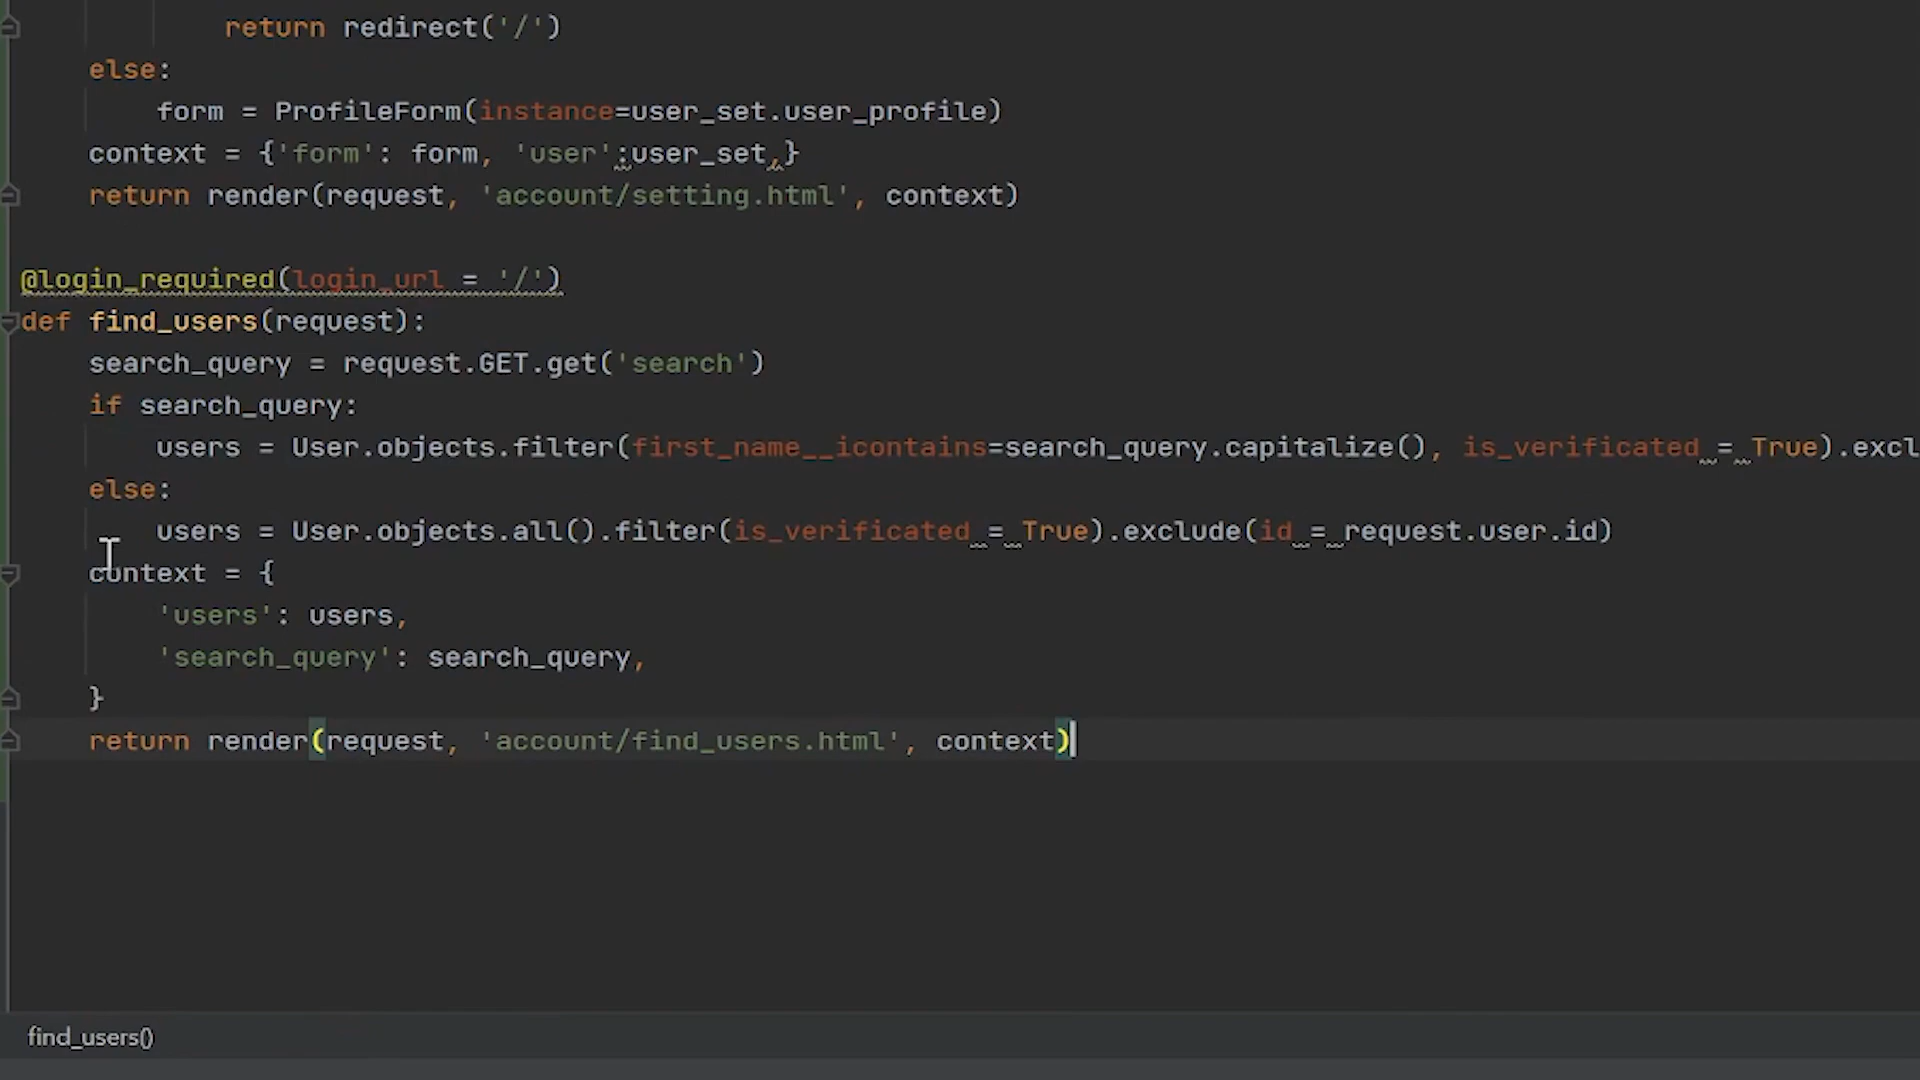 return redirect('/')
else:
form = ProfileForm(instance=user_set.user_profile)
context = {'form': form, 'user':user_set,}
return render(request, 'account/setting.html', context)
@login_required(login_url = '/')
def find_users(request):
search_query = request.GET.get('search')
if search_query:
users = User.objects.filter(first_name__icontains=search_query.capitalize(), is_verificated = True).excl
else:
users = User.objects.all().filter(is_verificated = True).exclude(id = request.user.id)
context = {
'users': users,
'search_query': search_query,
}
return render(request, 'account/find_users.html', context)
find_users()